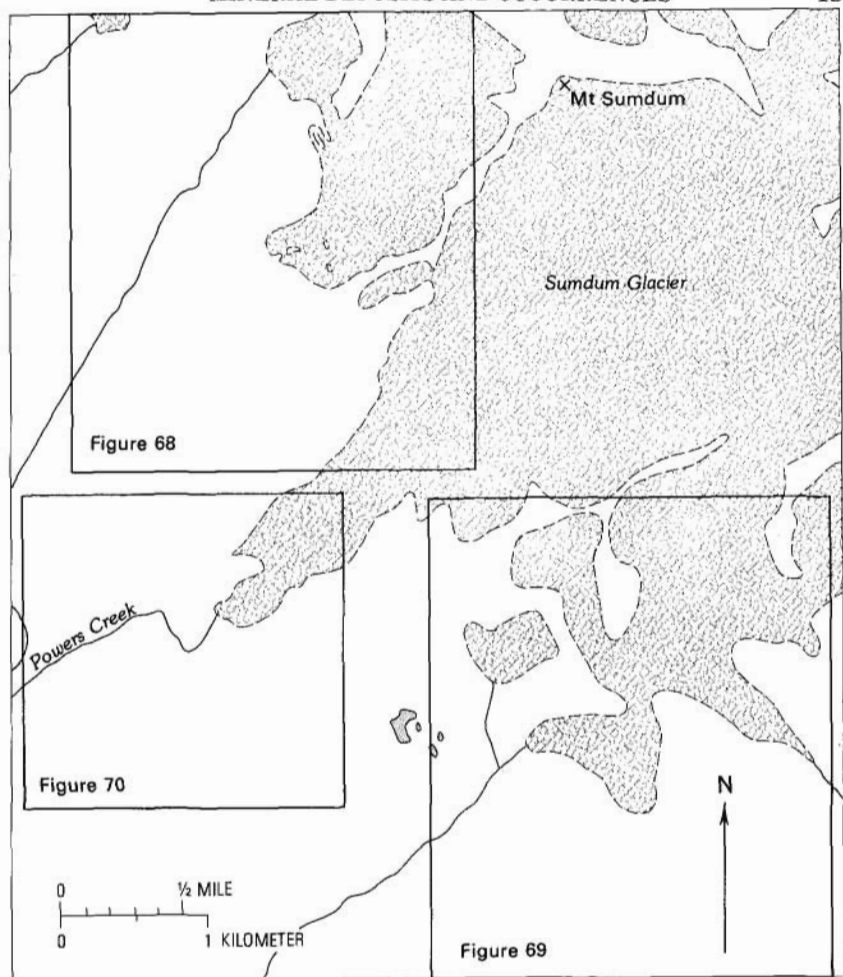 Mt Sumdum
Sumdum Glacier
Figure 68
Powers Creek
Figure 70
N
0 ½ MILE
0 1 KILOMETER
Figure 69